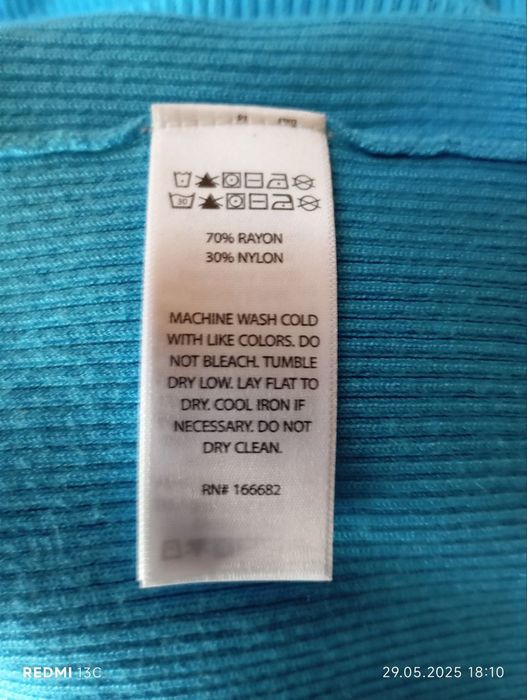 30
70% RAYON
30% NYLON
MACHINE WASH COLD
WITH LIKE COLORS. DO
NOT BLEACH. TUMBLE
DRY LOW. LAY FLAT TO
DRY. COOL IRON IF
NECESSARY. DO NOT
DRY CLEAN.
RN# 166682
REDMI 13C
29.05.2025 18:10